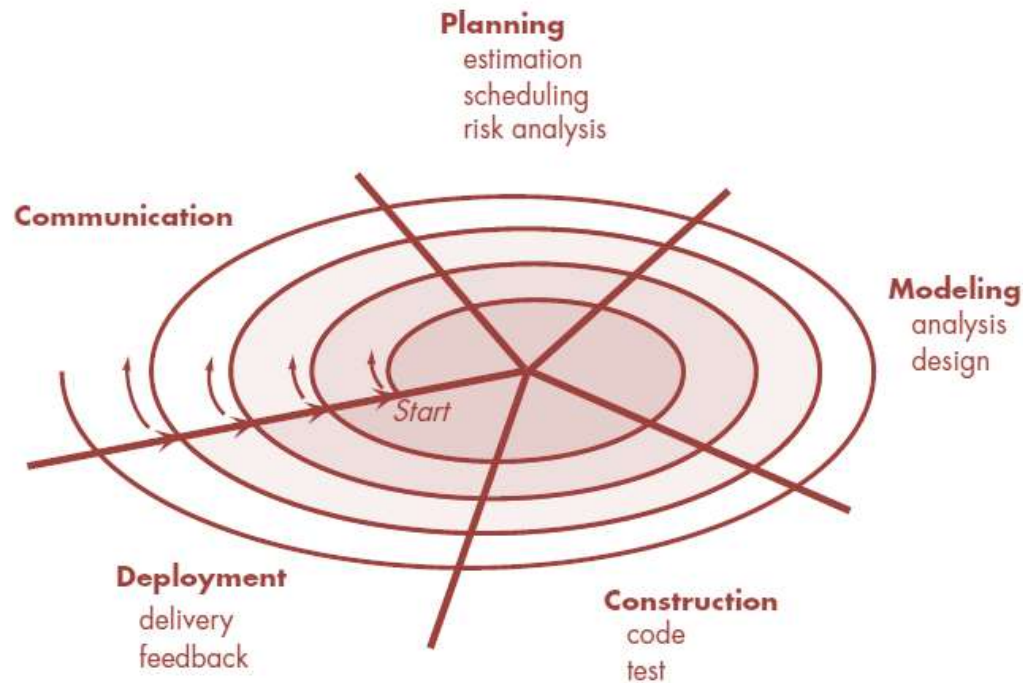 Planning
estimation
scheduling
risk analysis
Communication
Modeling
analysis
design
Start
Deployment
delivery
feedback
Construction
code
test